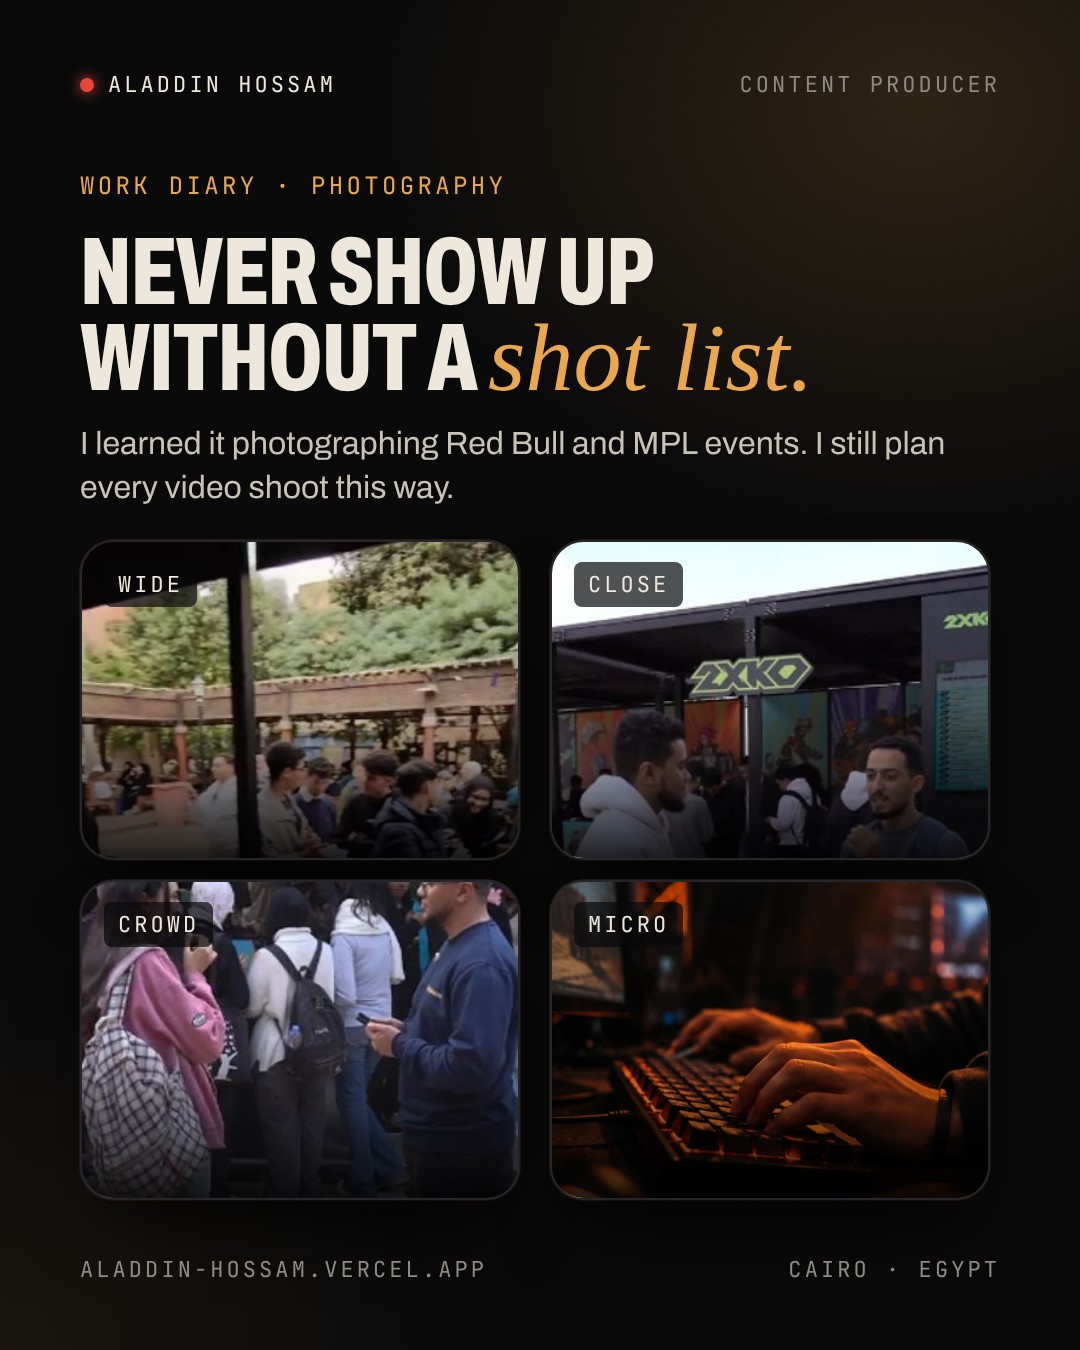 ALADDIN HOSSAM
CONTENT PRODUCER
WORK DIARY · PHOTOGRAPHY
NEVER SHOW UP
WITHOUT A shot list.
I learned it photographing Red Bull and MPL events. I still plan
every video shoot this way.
WIDE
CLOSE
2XKO
2XKO
CROWD
MICRO
ALADDIN-HOSSAM.VERCEL.APP
CAIRO · EGYPT